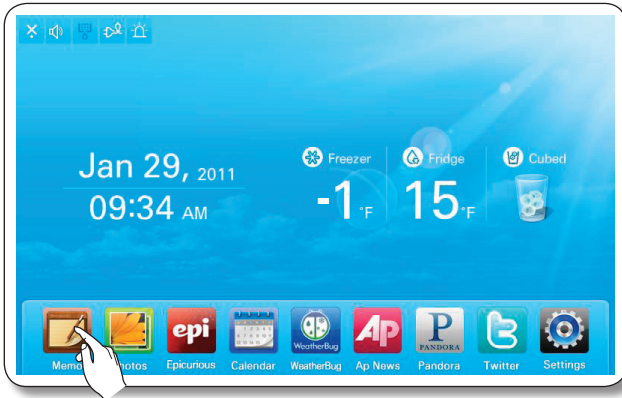 Freezer Fridge Cubed
Jan 29, 2011
-1°F 15°F
09:34 AM
epi
WeatherBug
AP
P
PANDORA
t
Memo Photos Epicurious Calendar WeatherBug Ap News Pandora Twitter Settings